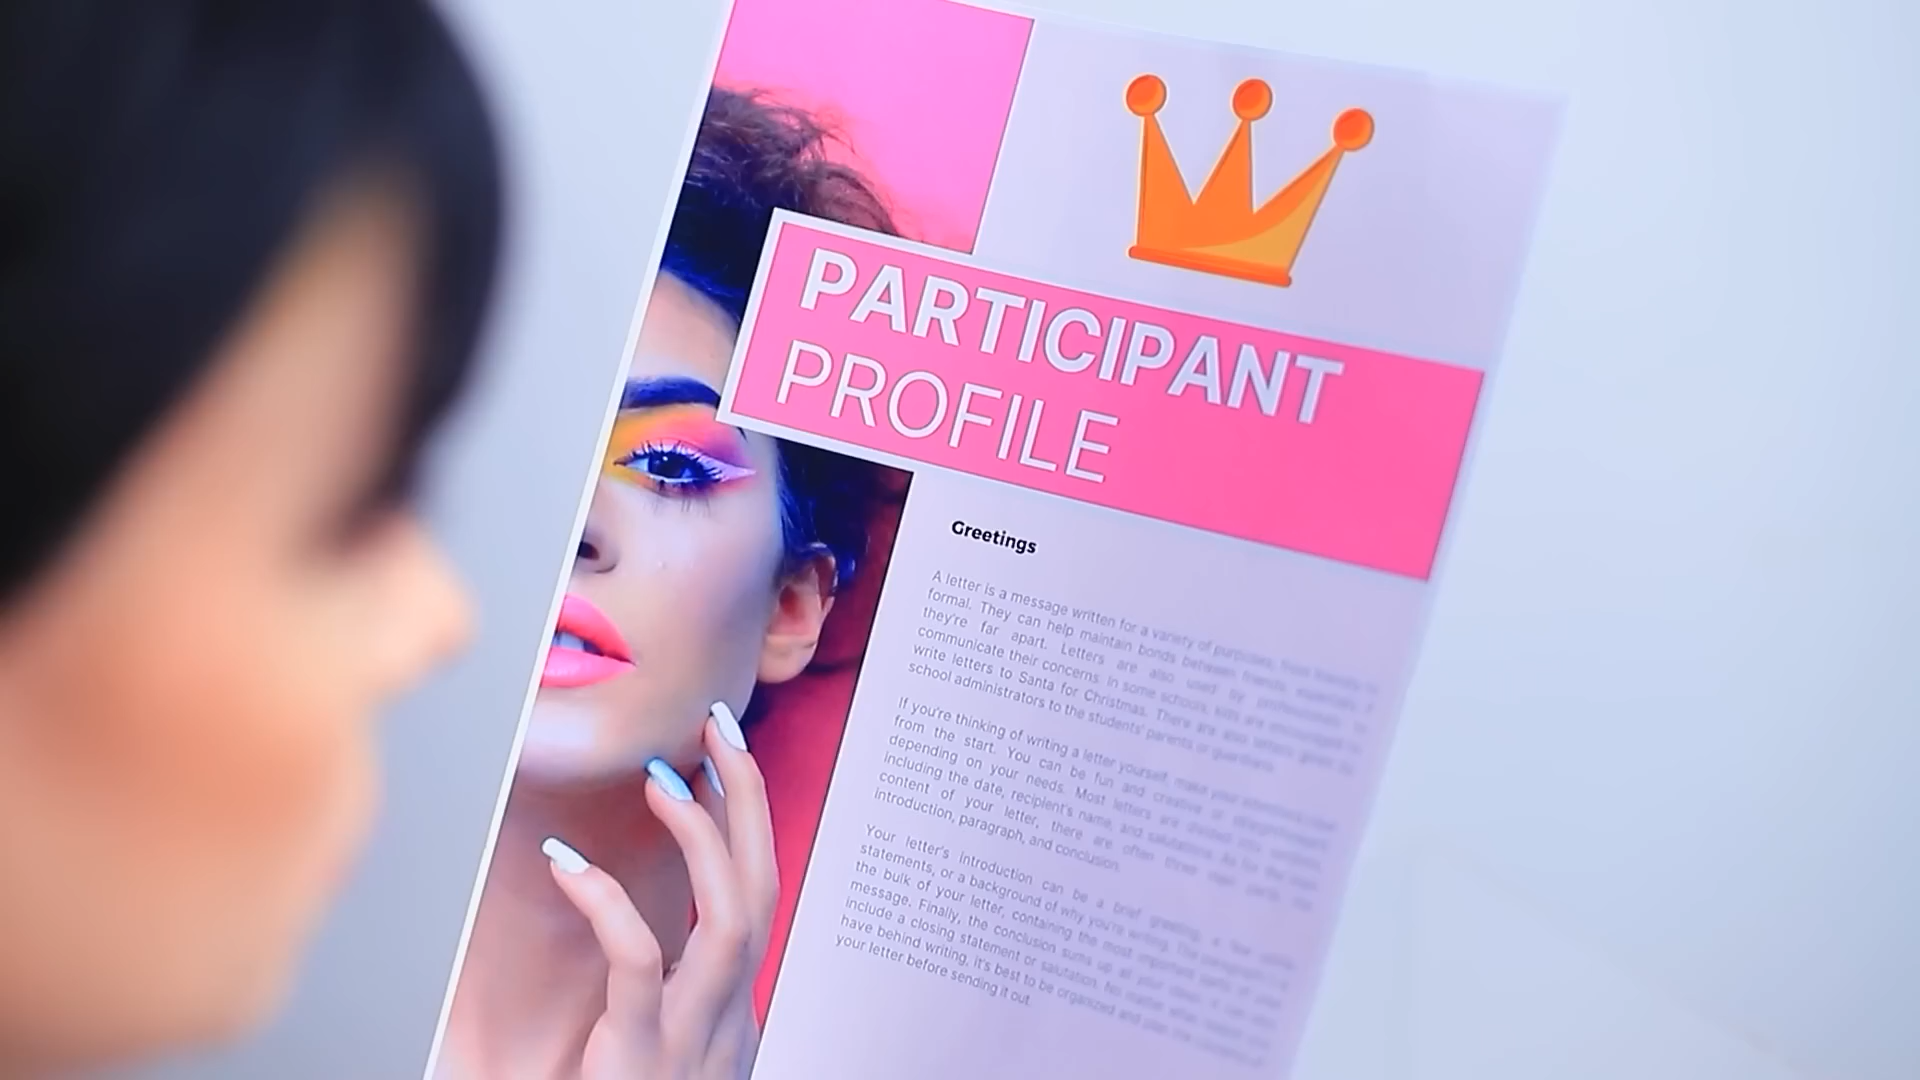 PARTICIPANT
PROFILE
Greetings
A letter is a message written for a variety of purposes, from friendly to
formal. They can help maintain bonds between friends, especially if
they're far apart. Letters are also used by professionals to
communicate their concerns. In some schools, kids are encouraged to
write letters to Santa for Christmas. There are also letters given by
school administrators to the students' parents or guardians.
If you're thinking of writing a letter yourself, make your
from the start. You can be fun and creative or straightforward,
depending on your needs. Most letters are divided into
including the date, recipient's name, and salutations. As for the main
content of your letter, there are often three main parts: the
introduction, paragraph, and conclusion.
Your letter's introduction can be a brief greeting, a few
statements, or a background of why you're writing. The paragraph is
the bulk of your letter, containing the most important parts of your
message. Finally, the conclusion sums up all your ideas. It can also
include a closing statement or salutation. No matter what reason you
have behind writing, it's best to be organized and plan the contents of
your letter before sending it out.